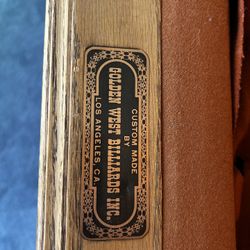 CUSTOM MADE
BY
GOLDEN WEST BILLIARDS INC.
LOS ANGELES, CA.